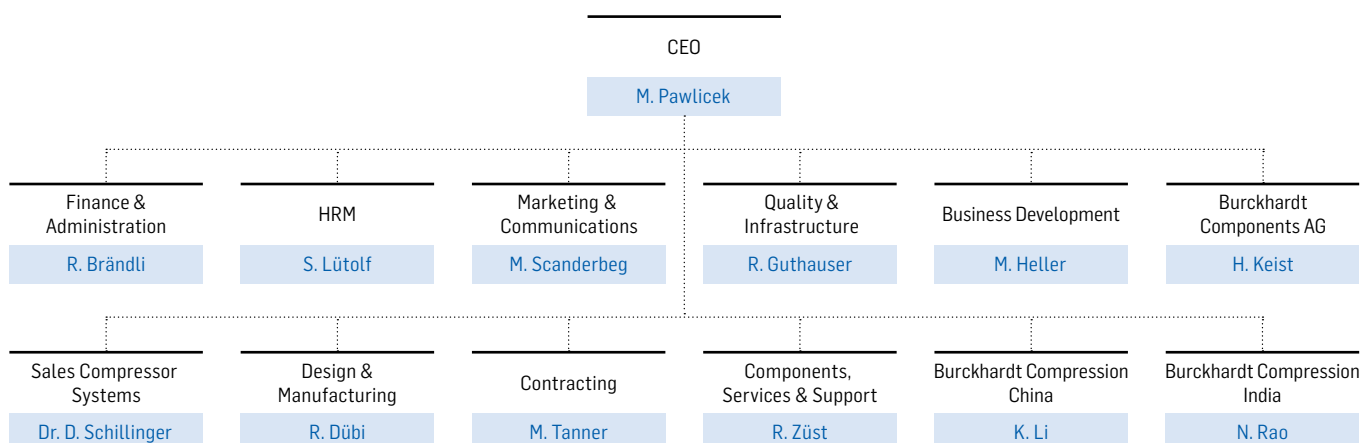 CEO
M. Pawlicek
Finance &
Administration
R. Brändli
HRM
S. Lütolf
Marketing &
Communications
M. Scanderbeg
Quality &
Infrastructure
R. Guthauser
Business Development
M. Heller
Burckhardt
Components AG
H. Keist
Sales Compressor
Systems
Dr. D. Schillinger
Design &
Manufacturing
R. Dübi
Contracting
M. Tanner
Components,
Services & Support
R. Züst
Burckhardt Compression
China
K. Li
Burckhardt Compression
India
N. Rao